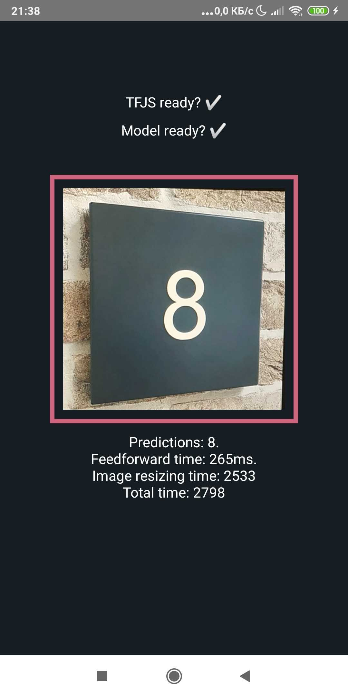 21:38
...0,0 КБ/с
100
TFJS ready? ✔
Model ready? ✔
8
Predictions: 8.
Feedforward time: 265ms.
Image resizing time: 2533
Total time: 2798